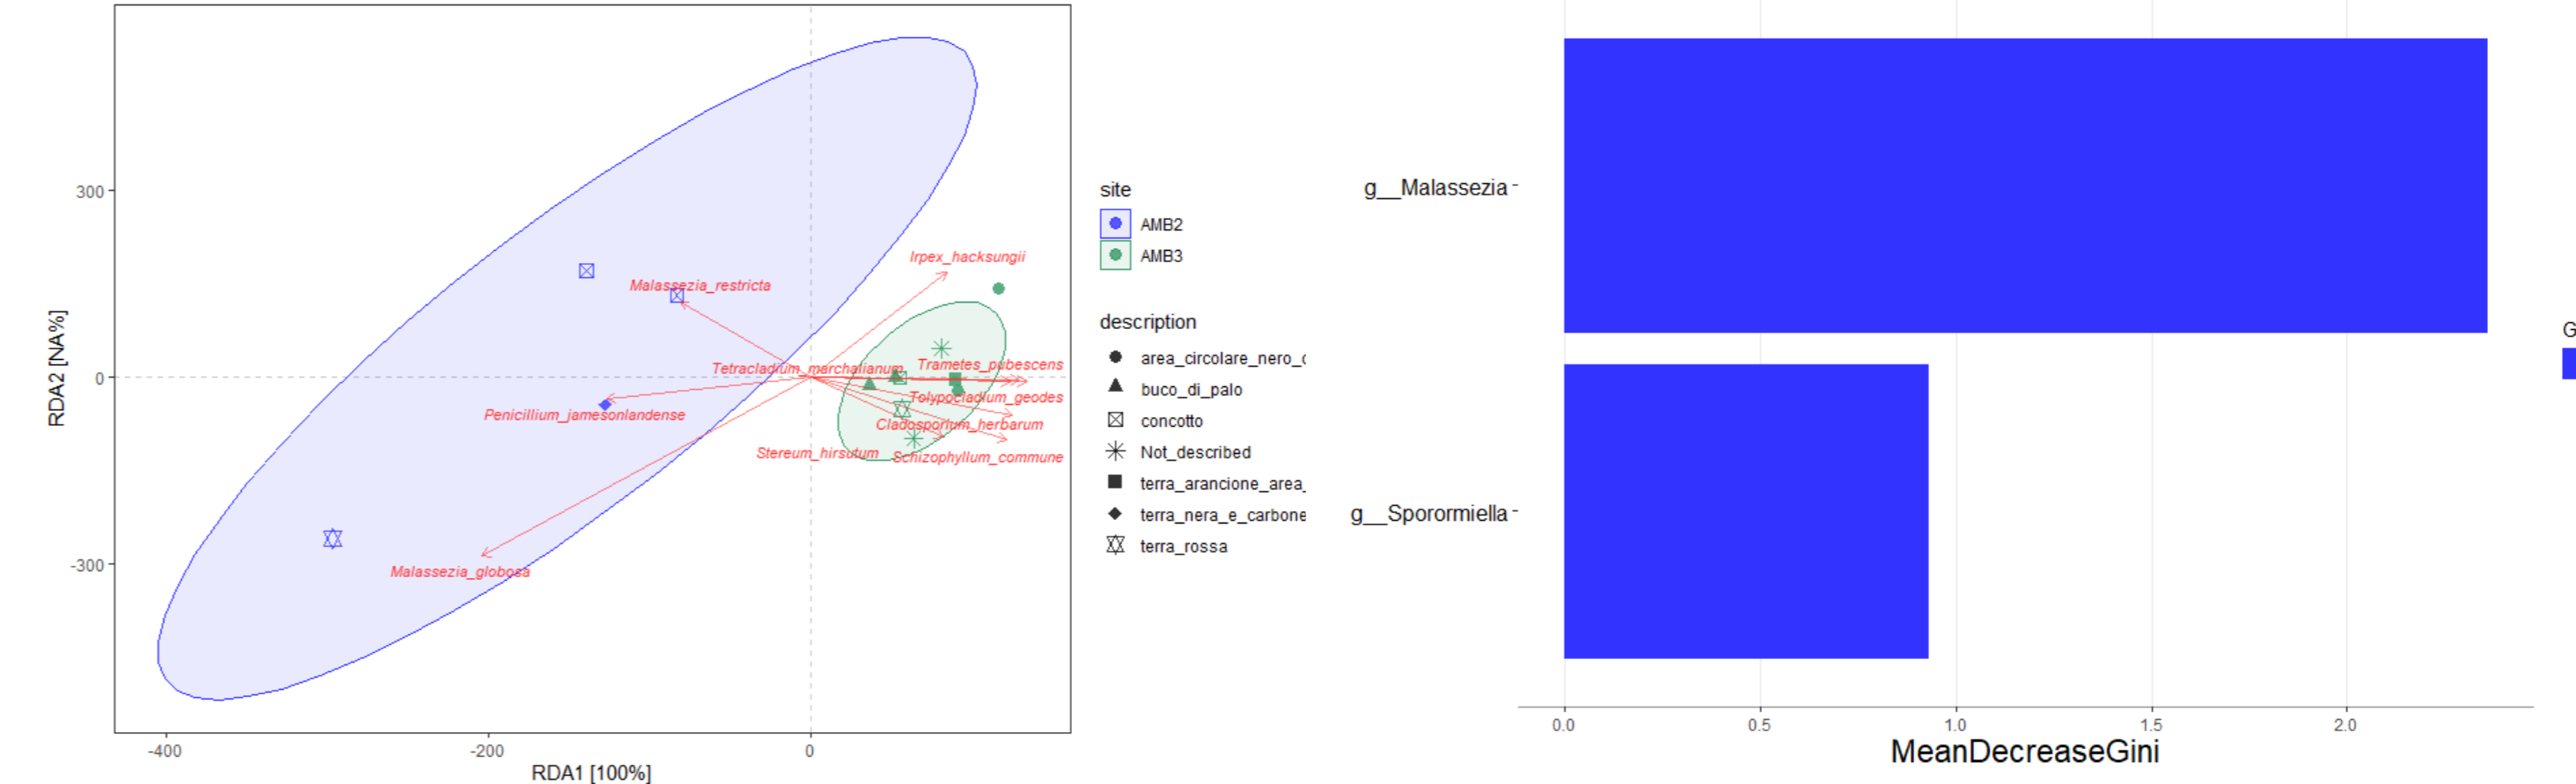 300
0
-300
RDA2 [NA%]
-400
-200
0
RDA1 [100%]
Irpex_hacksungii
Malassezia_restricta
Tetracladium_marchalianum
Trametes_pubescens
Tolypocladium_geodes
Penicillium_jamesonlandense
Cladosporium_herbarum
Stereum_hirsutum
Schizophyllum_commune
Malassezia_globosa
site
AMB2
AMB3
description
area_circolare_nero_c
buco_di_palo
concotto
Not_described
terra_arancione_area_
terra_nera_e_carbone
terra_rossa
g__Malassezia
g__Sporormiella
0.0
0.5
1.0
1.5
2.0
MeanDecreaseGini
G